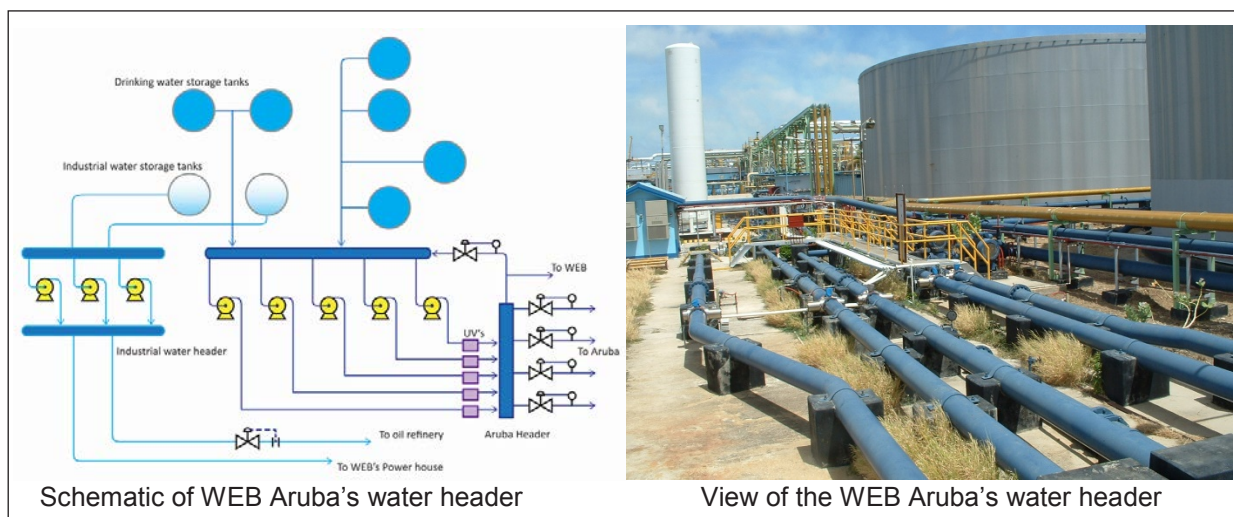 Drinking water storage tanks
Industrial water storage tanks
To WEB
UV's
To Aruba
Industrial water header
Aruba Header
To oil refinery
To WEB's Power house
Schematic of WEB Aruba's water header
View of the WEB Aruba's water header